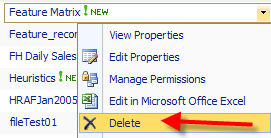 Feature Matrix ! NEW
Feature_recor
View Properties
FH Daily Sales
Edit Properties
Heuristics ! NEW
Manage Permissions
HRAFJan2005
Edit in Microsoft Office Excel
fileTest01
Delete